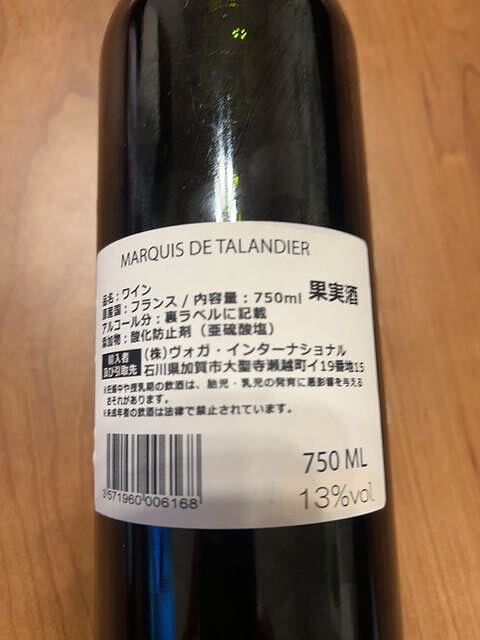 MARQUIS DE TALANDIER
品名：ワイン
原産国：フランス / 内容量：750ml 果実酒
アルコール分：裏ラベルに記載
添加物：酸化防止剤（亜硫酸塩）
輸入者 (株)ヴォガ・インターナショナル
及び引取先 石川県加賀市大聖寺瀬越町イ19番地15
※妊娠中や授乳期の飲酒は、胎児・乳児の発育に悪影響を与える
おそれがあります。
※未成年者の飲酒は法律で禁止されています。
750 ML
3 571960 006168
13%vol.